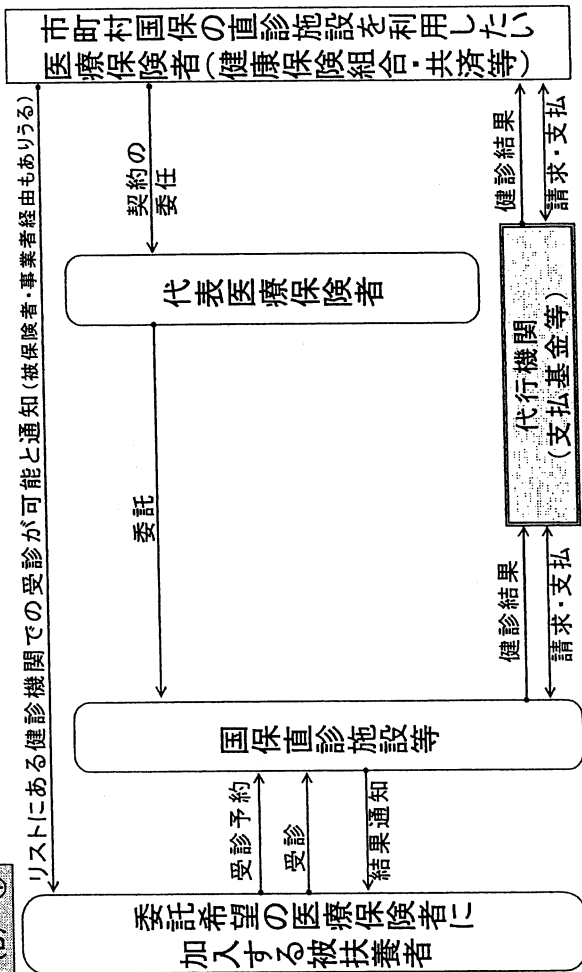 市町村国保の直診施設を利用したい
医療保険者(健康保険組合・共済等)
リストにある健診機関での受診が可能と通知(被保険者・事業者経由もありうる)
契約の
委任
健診結果
請求・支払
代表医療保険者
代行機関
(支払基金等)
委託
健診結果
請求・支払
国保直診施設等
受診予約
受診
結果通知
委託希望の医療保険者に
加入する被扶養者